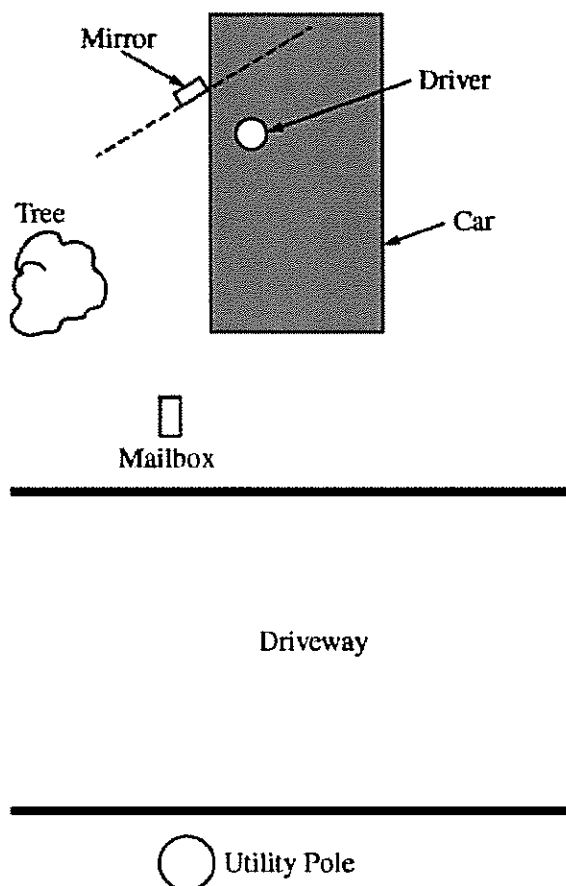 Mirror
Driver
Tree
Car
Mailbox
Driveway
Utility Pole